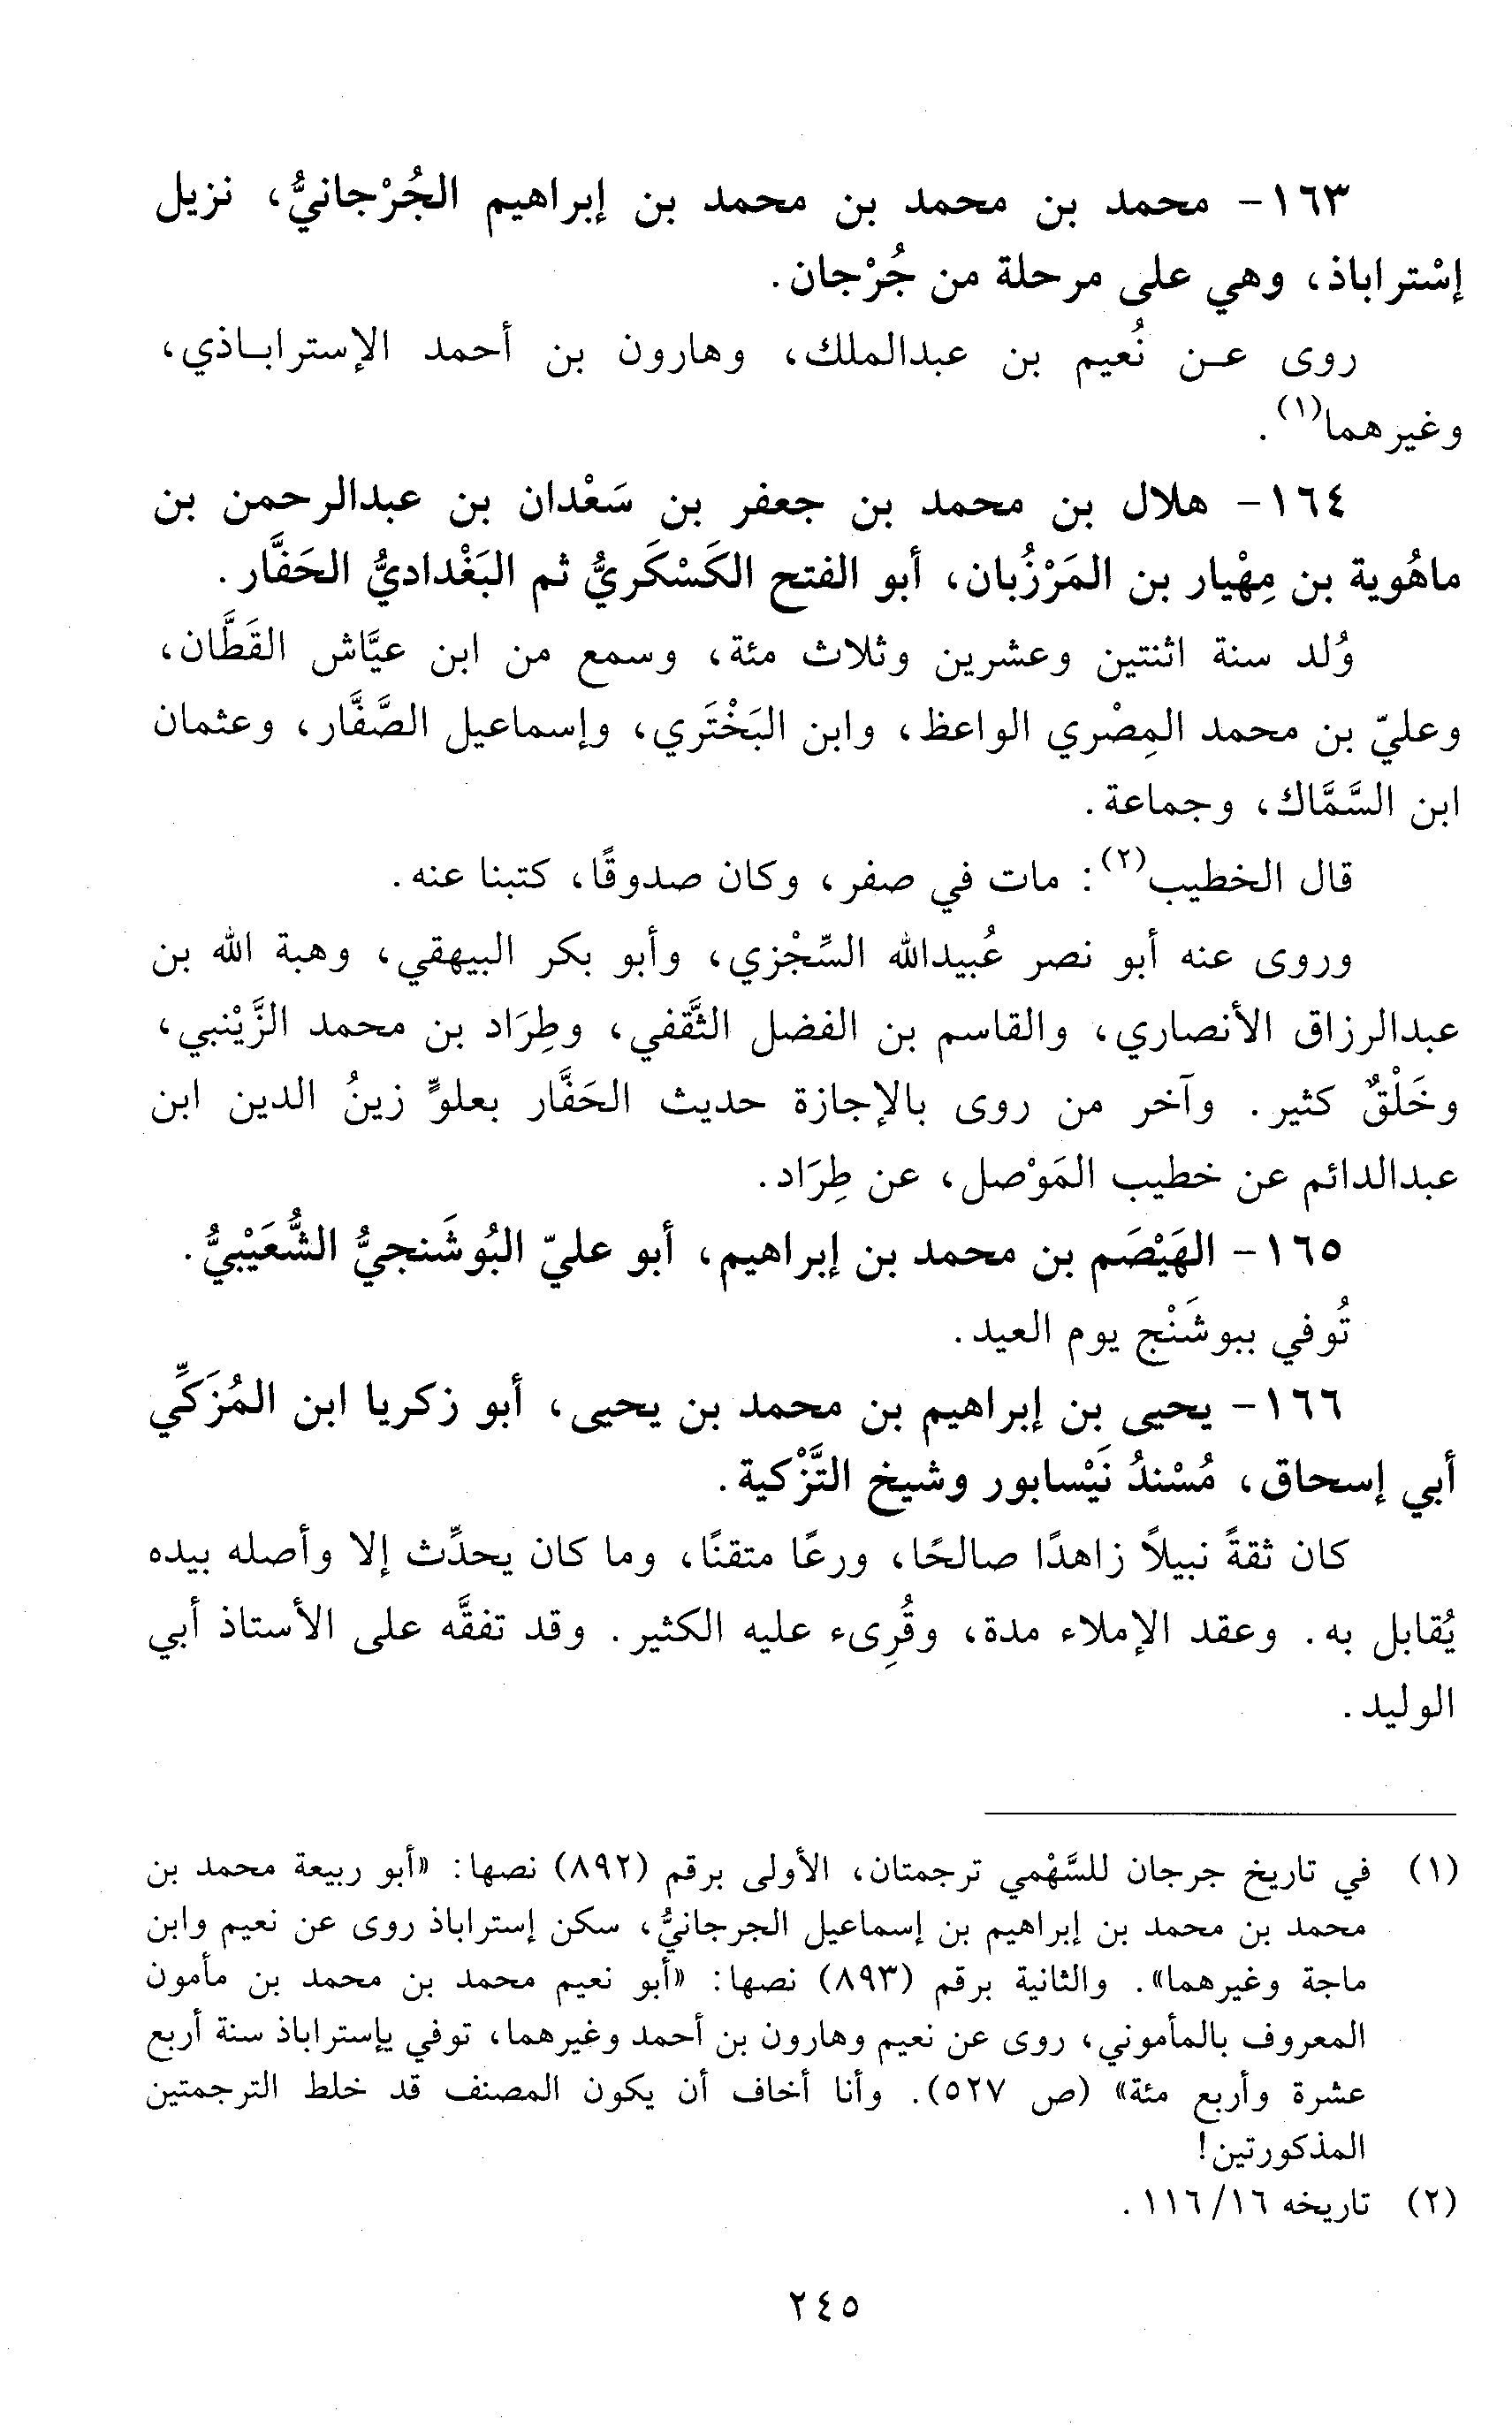 ١٦٣- محمد بن محمد بن محمد بن إبراهيم الجُرْجانيُّ، نزيل
إسْتراباذ، وهي على مرحلة من جُرْجان.
روى عـن نُعيم بن عبدالملك، وهارون بن أحمد الإستراباذي،
وغيرهما(١).
١٦٤- هلال بن محمد بن جعفر بن سَعْدان بن عبدالرحمن بن
ماهُوية بن مِهْيار بن المَرْزُبان، أبو الفتح الكَسْكَريُّ ثم البَغْداديُّ الحَفَّار.
وُلد سنة اثنتين وعشرين وثلاث مئة، وسمع من ابن عيَّاش القَطَّان،
وعليّ بن محمد المِصْري الواعظ، وابن البَخْتَري، وإسماعيل الصَّفَّار، وعثمان
ابن السَّمَّاك، وجماعة.
قال الخطيب(٢): مات في صفر، وكان صدوقًا، كتبنا عنه.
وروى عنه أبو نصر عُبيدالله السِّجْزي، وأبو بكر البيهقي، وهبة الله بن
عبدالرزاق الأنصاري، والقاسم بن الفضل الثَّقفي، وطِرَاد بن محمد الزَّيْنبي،
وخَلْقٌ كثير. وآخر من روى بالإجازة حديث الحَفَّار بعلوٍّ زينُ الدين ابن
عبدالدائم عن خطيب المَوْصل، عن طِرَاد.
١٦٥- الهَيْصَم بن محمد بن إبراهيم، أبو عليّ البُوشَنجيُّ الشُّعَيْبيُّ.
تُوفي ببوشَنْج يوم العيد.
١٦٦- يحيى بن إبراهيم بن محمد بن يحيى، أبو زكريا ابن المُزَكِّي
أبي إسحاق، مُسْندُ نَيْسابور وشيخ التَّزْكية.
كان ثقةً نبيلاً زاهدًا صالحًا، ورعًا متقنًا، وما كان يحدِّث إلا وأصله بيده
يُقابل به. وعقد الإملاء مدة، وقُرِىء عليه الكثير. وقد تفقَّه على الأستاذ أبي
الوليد.
(١) في تاريخ جرجان للسَّهْمي ترجمتان، الأولى برقم (٨٩٢) نصها: «أبو ربيعة محمد بن
محمد بن محمد بن إبراهيم بن إسماعيل الجرجانيُّ، سكن إستراباذ روى عن نعيم وابن
ماجة وغيرهما». والثانية برقم (٨٩٣) نصها: «أبو نعيم محمد بن محمد بن مأمون
المعروف بالمأموني، روى عن نعيم وهارون بن أحمد وغيرهما، توفي بإستراباذ سنة أربع
عشرة وأربع مئة» (ص ٥٢٧). وأنا أخاف أن يكون المصنف قد خلط الترجمتين
المذكورتين!
(٢) تاريخه ١٦/ ١١٦.
٢٤٥